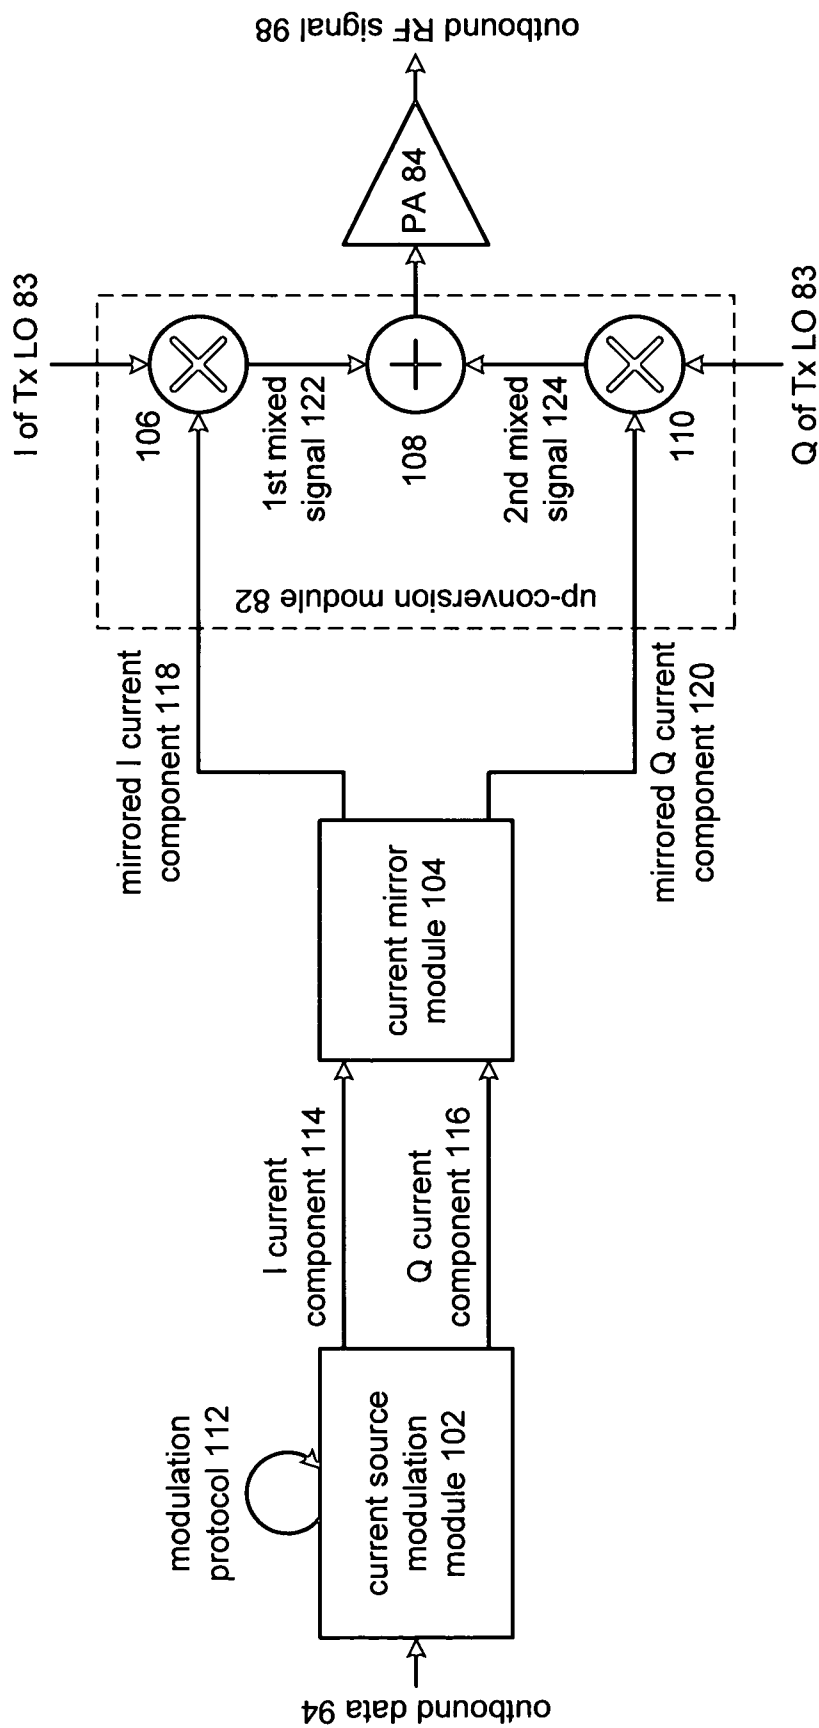 outbound data 94
modulation
protocol 112
current source
modulation
module 102
I current
component 114
Q current
component 116
current mirror
module 104
mirrored I current
component 118
mirrored Q current
component 120
up-conversion module 82
I of Tx LO 83
106
1st mixed
signal 122
108
2nd mixed
signal 124
110
Q of Tx LO 83
PA 84
outbound RF signal 98